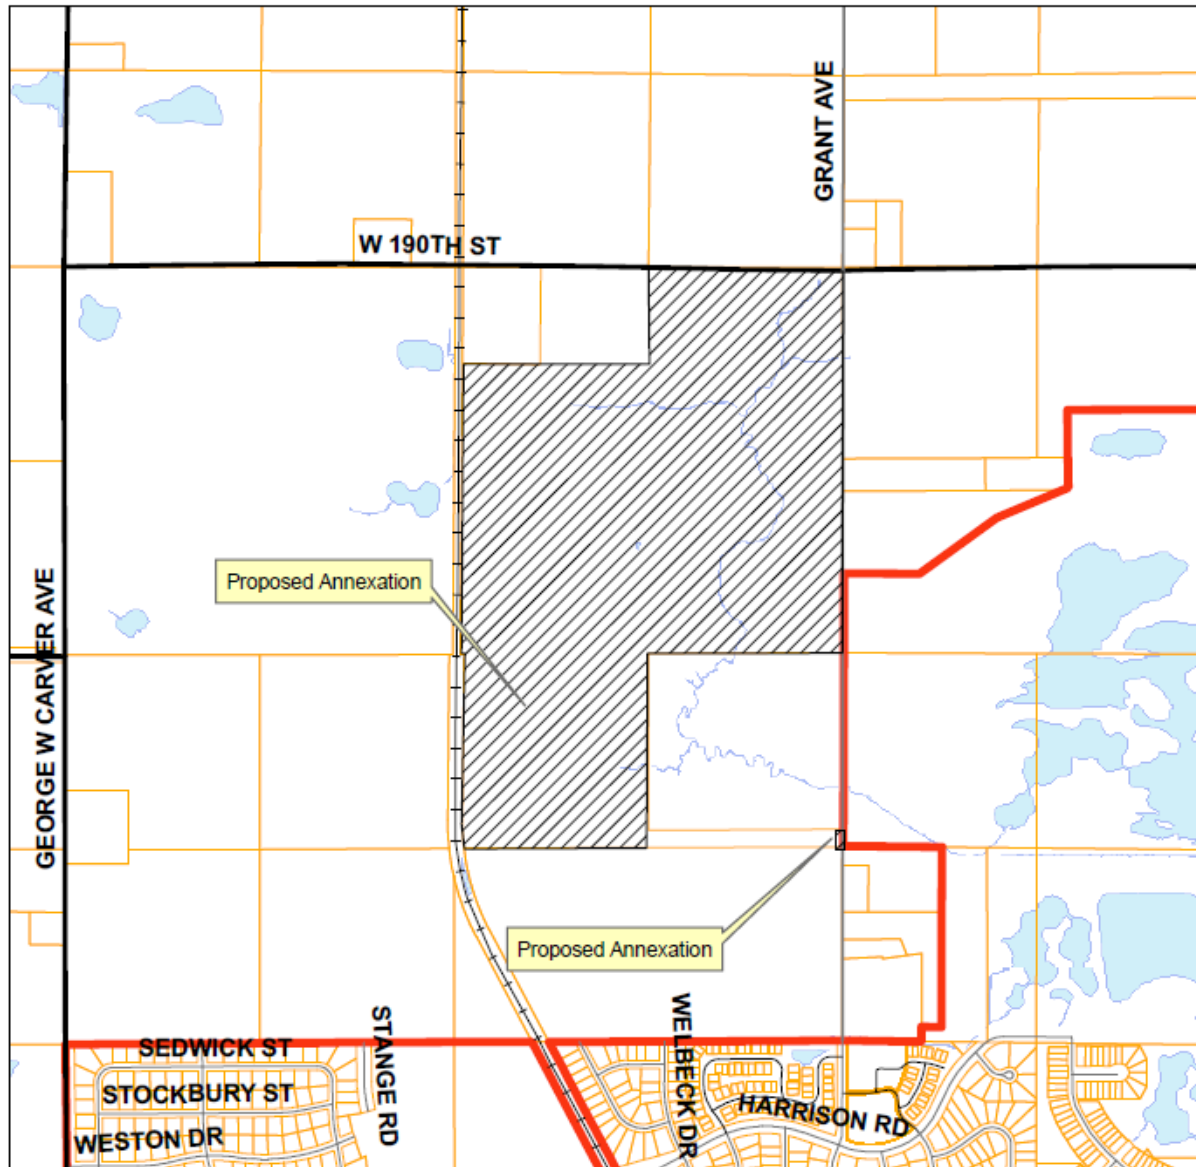 GRANT AVE
W 190TH ST
Proposed Annexation
GEORGE W CARVER AVE
Proposed Annexation
SEDWICK ST
STANGE RD
WELBECK DR
STOCKBURY ST
HARRISON RD
WESTON DR